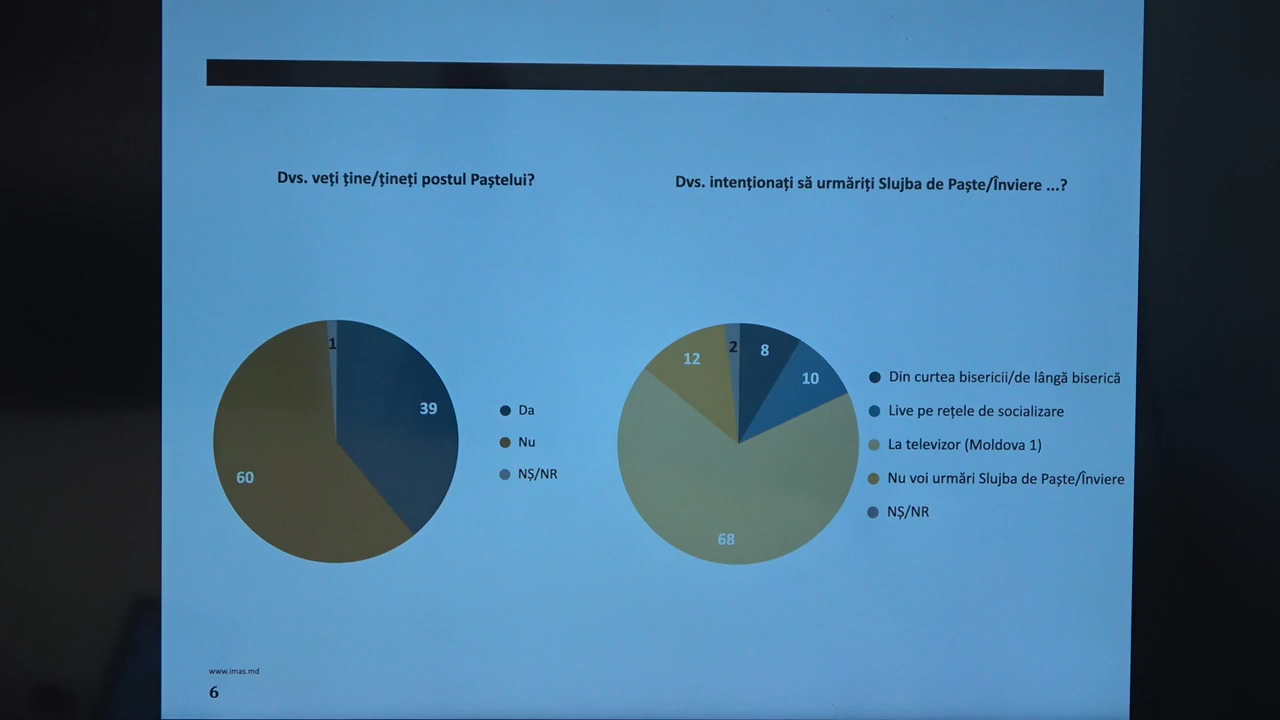 Dvs. veți ține/țineți postul Paștelui?
1
39
60
Da
Nu
NȘ/NR
Dvs. intenționați să urmăriți Slujba de Paște/Înviere ...?
12
2
8
10
68
Din curtea bisericii/de lângă biserică
Live pe rețele de socializare
La televizor (Moldova 1)
Nu voi urmări Slujba de Paște/Înviere
NȘ/NR
www.imas.md
6